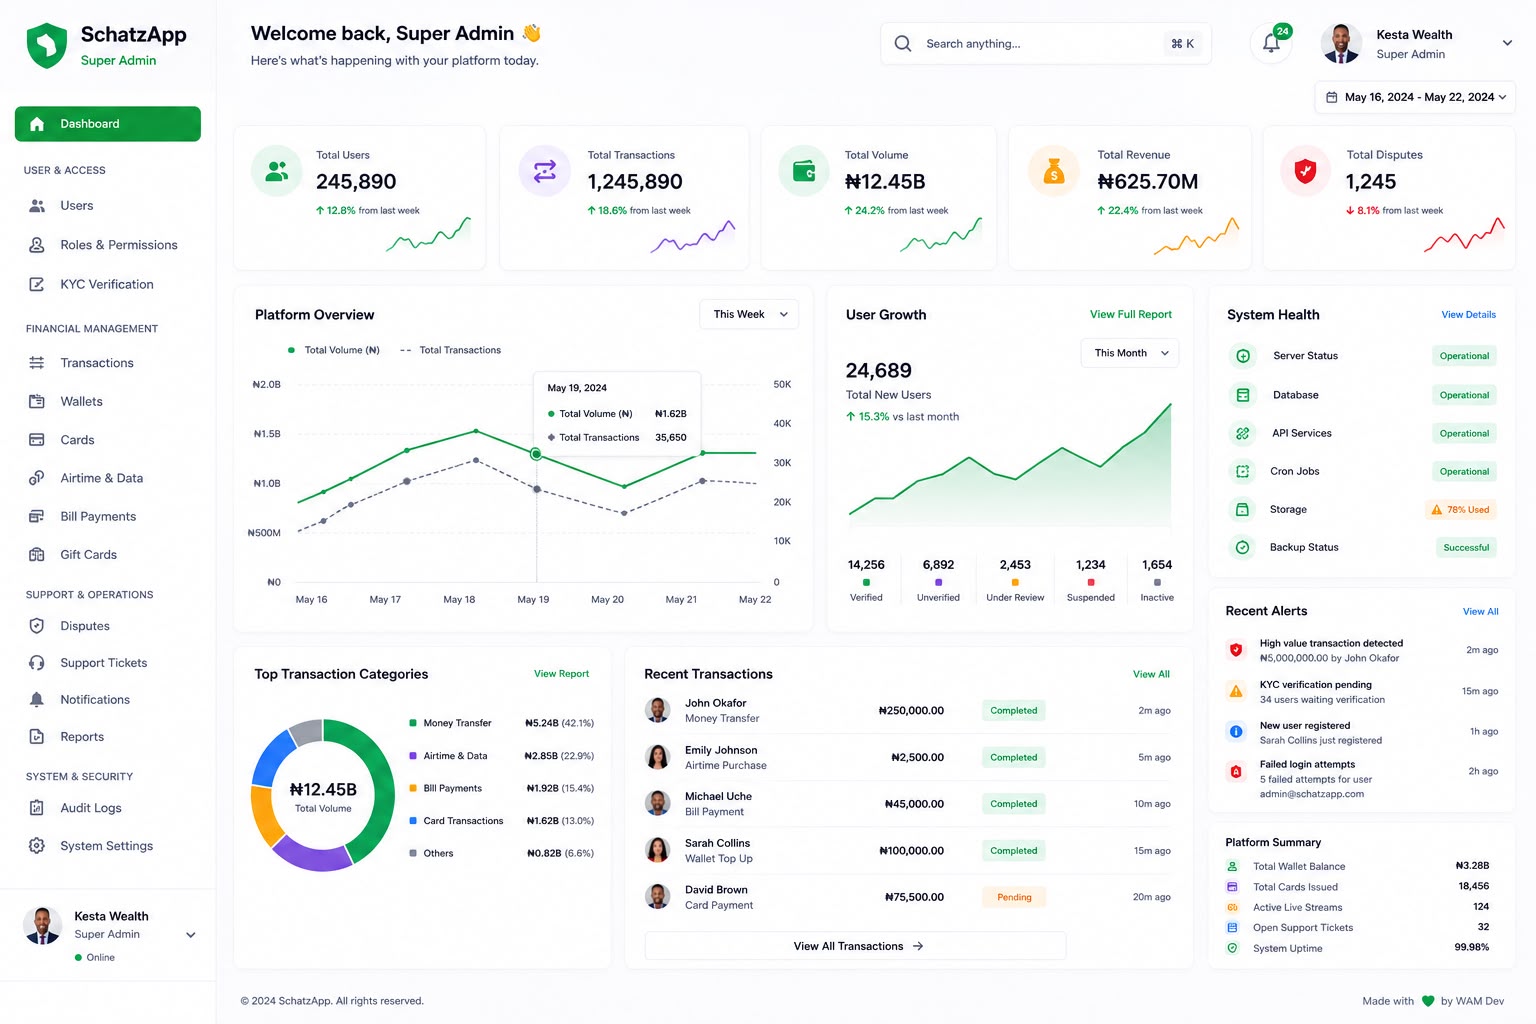 SchatzApp
Super Admin
Dashboard
USER & ACCESS
Users
Roles & Permissions
KYC Verification
FINANCIAL MANAGEMENT
Transactions
Wallets
Cards
Airtime & Data
Bill Payments
Gift Cards
SUPPORT & OPERATIONS
Disputes
Support Tickets
Notifications
Reports
SYSTEM & SECURITY
Audit Logs
System Settings
Kesta Wealth
Super Admin
Online
Welcome back, Super Admin 👋
Here's what's happening with your platform today.
Search anything...
⌘ K
24
Kesta Wealth
Super Admin
May 16, 2024 - May 22, 2024
Total Users
245,890
↑ 12.8% from last week
Total Transactions
1,245,890
↑ 18.6% from last week
Total Volume
₦12.45B
↑ 24.2% from last week
Total Revenue
₦625.70M
↑ 22.4% from last week
Total Disputes
1,245
↓ 8.1% from last week
Platform Overview
This Week
Total Volume (₦)
Total Transactions
₦2.0B
₦1.5B
₦1.0B
₦500M
₦0
50K
40K
30K
20K
10K
0
May 19, 2024
Total Volume (₦) ₦1.62B
Total Transactions 35,650
May 16 May 17 May 18 May 19 May 20 May 21 May 22
User Growth
View Full Report
This Month
24,689
Total New Users
↑ 15.3% vs last month
14,256
Verified
6,892
Unverified
2,453
Under Review
1,234
Suspended
1,654
Inactive
System Health
View Details
Server Status Operational
Database Operational
API Services Operational
Cron Jobs Operational
Storage 78% Used
Backup Status Successful
Top Transaction Categories
View Report
₦12.45B
Total Volume
Money Transfer ₦5.24B (42.1%)
Airtime & Data ₦2.85B (22.9%)
Bill Payments ₦1.92B (15.4%)
Card Transactions ₦1.62B (13.0%)
Others ₦0.82B (6.6%)
Recent Transactions
View All
John Okafor
Money Transfer
₦250,000.00 Completed 2m ago
Emily Johnson
Airtime Purchase
₦2,500.00 Completed 5m ago
Michael Uche
Bill Payment
₦45,000.00 Completed 10m ago
Sarah Collins
Wallet Top Up
₦100,000.00 Completed 15m ago
David Brown
Card Payment
₦75,500.00 Pending 20m ago
View All Transactions →
Recent Alerts
View All
High value transaction detected
₦5,000,000.00 by John Okafor
2m ago
KYC verification pending
34 users waiting verification
15m ago
New user registered
Sarah Collins just registered
1h ago
Failed login attempts
5 failed attempts for user
admin@schatzapp.com
2h ago
Platform Summary
Total Wallet Balance ₦3.28B
Total Cards Issued 18,456
Active Live Streams 124
Open Support Tickets 32
System Uptime 99.98%
© 2024 SchatzApp. All rights reserved.
Made with 💚 by WAM Dev